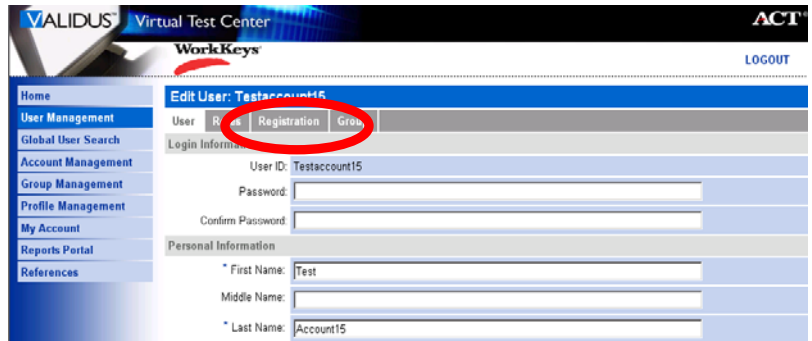 VALIDUS Virtual Test Center ACT
WorkKeys
LOGOUT
Home
User Management
Global User Search
Account Management
Group Management
Profile Management
My Account
Reports Portal
References
Edit User: Testaccount15
User Registration
Login
User ID: Testaccount15
Password:
Confirm Password:
Personal Information
* First Name: Test
Middle Name:
* Last Name: Account15